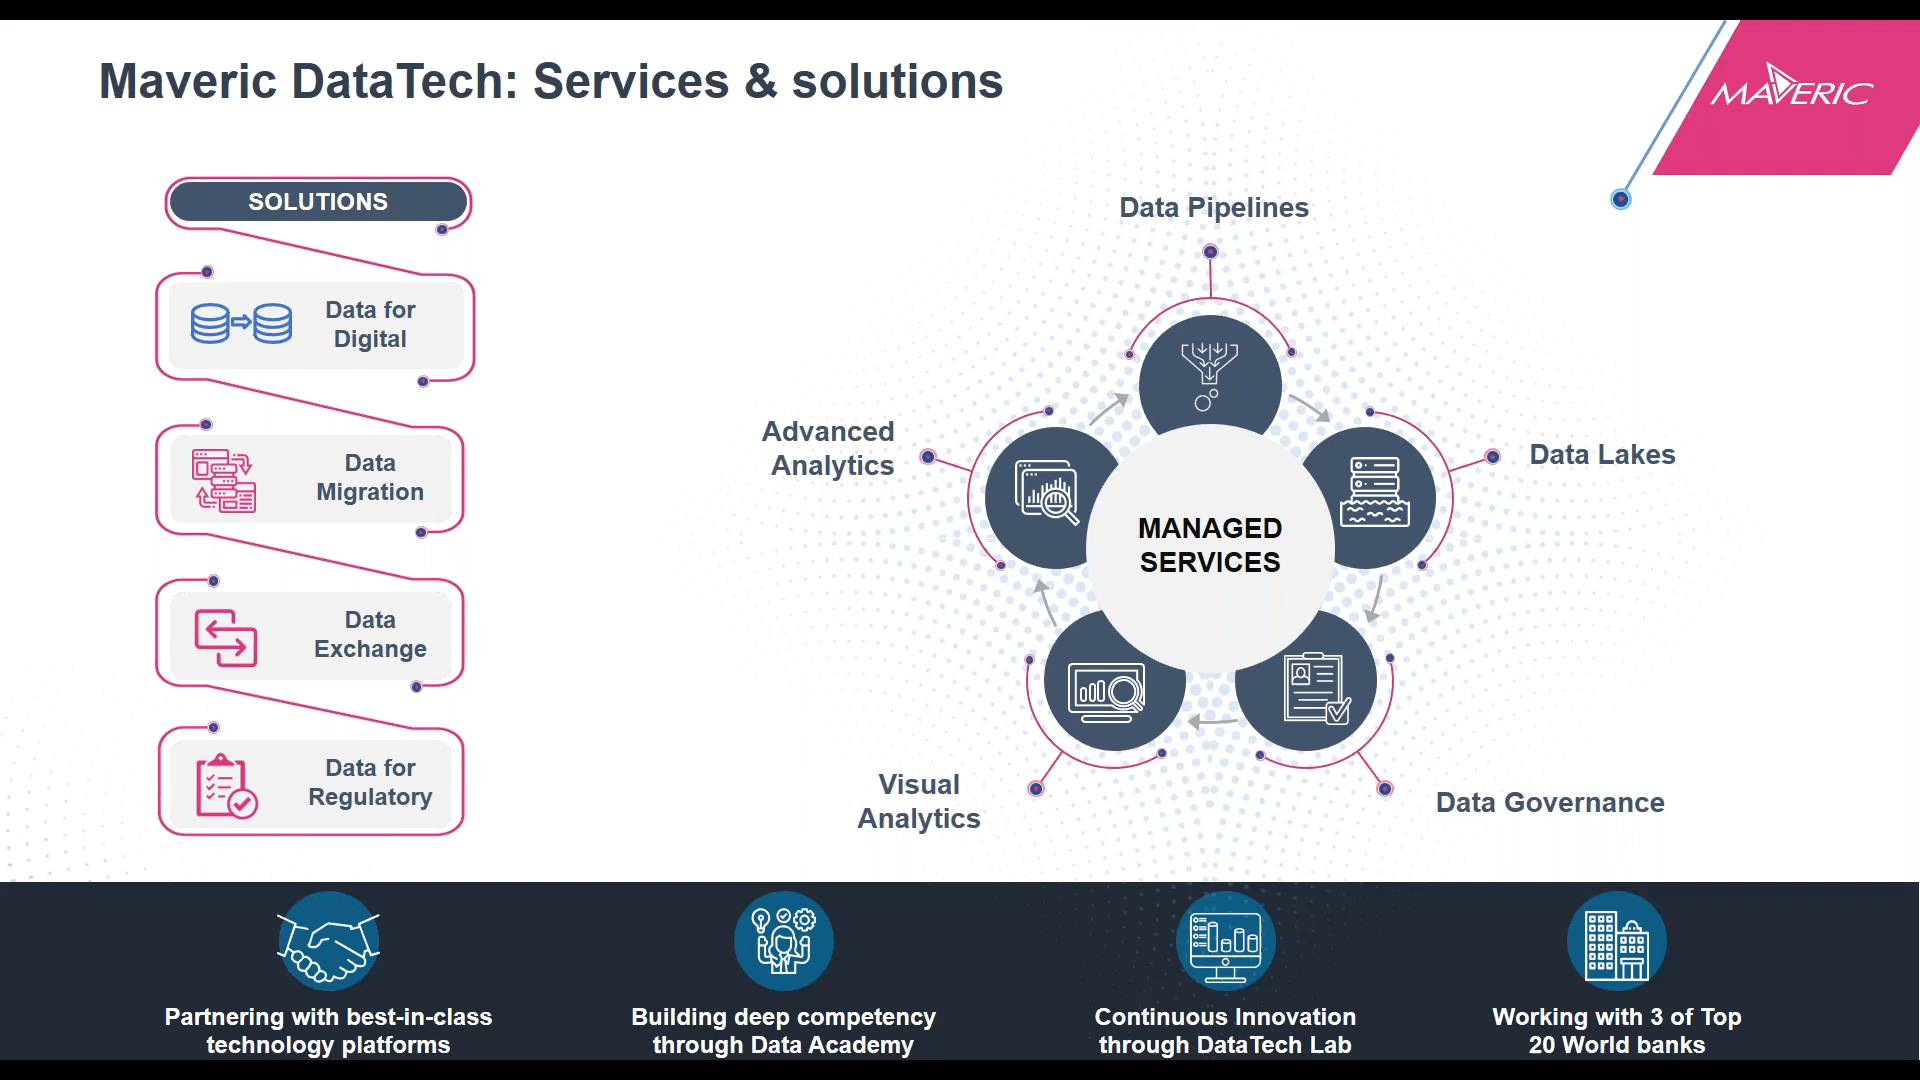 Maveric DataTech: Services & solutions
MAVERIC
SOLUTIONS
Data for
Digital
Data
Migration
Data
Exchange
Data for
Regulatory
Data Pipelines
Advanced
Analytics
Data Lakes
MANAGED
SERVICES
Visual
Analytics
Data Governance
Partnering with best-in-class
technology platforms
Building deep competency
through Data Academy
Continuous Innovation
through DataTech Lab
Working with 3 of Top
20 World banks